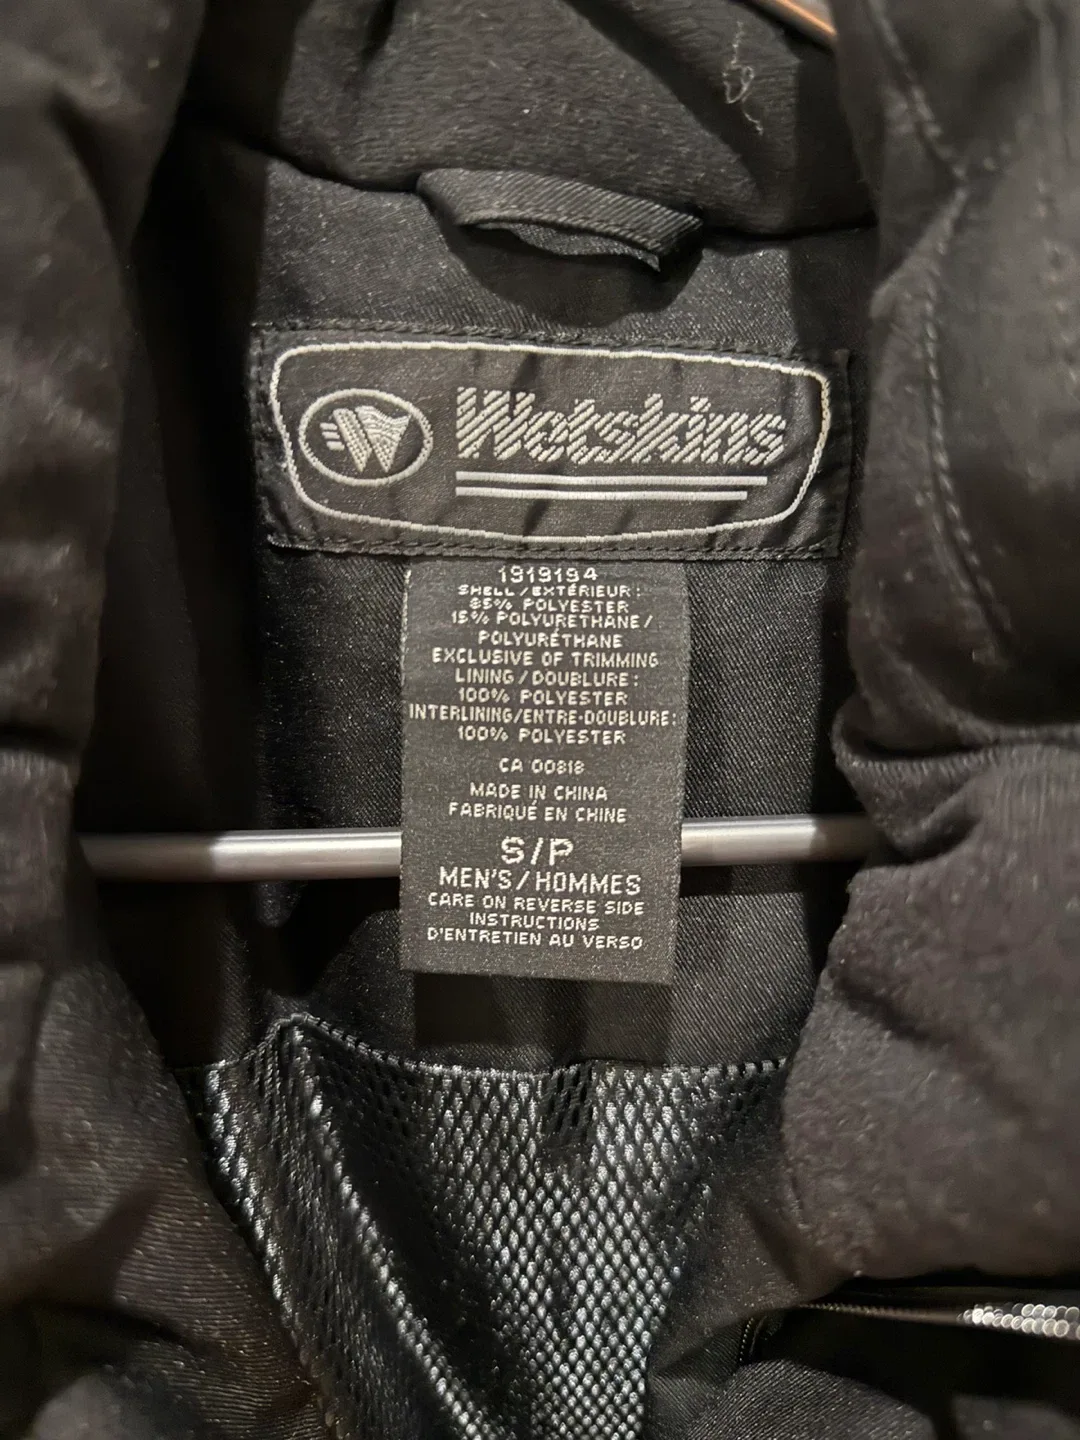 W
Wetskins
1919194
SHELL/EXTÉRIEUR:
85% POLYESTER
15% POLYURETHANE/
POLYURÉTHANE
EXCLUSIVE OF TRIMMING
LINING/DOUBLURE:
100% POLYESTER
INTERLINING/ENTRE-DOUBLURE:
100% POLYESTER
CA 00818
MADE IN CHINA
FABRIQUÉ EN CHINE
S/P
MEN'S/HOMMES
CARE ON REVERSE SIDE
INSTRUCTIONS
D'ENTRETIEN AU VERSO